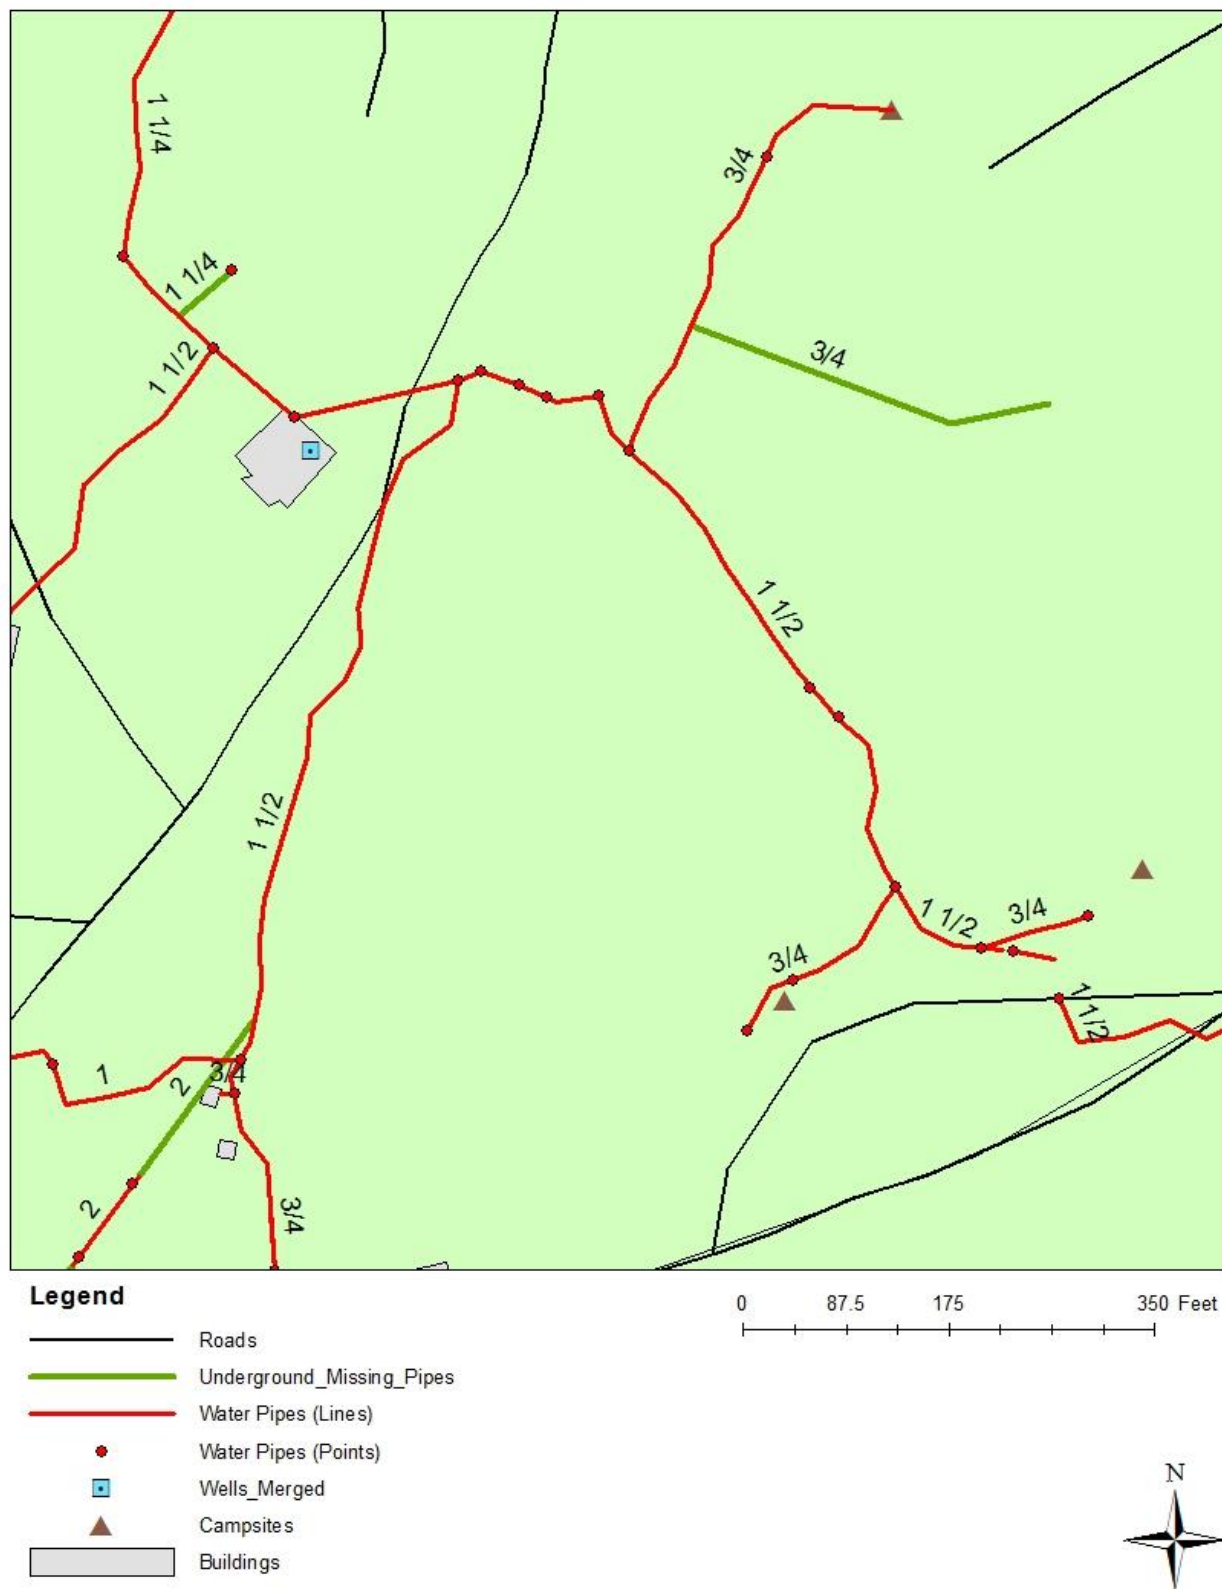 1 1/4
3/4
1 1/4
1 1/2
3/4
1 1/2
1 1/2
1 1/2
3/4
3/4
1 1/2
1
2
3/4
2
3/4
Legend
Roads
Underground_Missing_Pipes
Water Pipes (Lines)
Water Pipes (Points)
Wells_Merged
Campsites
Buildings
0 87.5 175 350 Feet
N